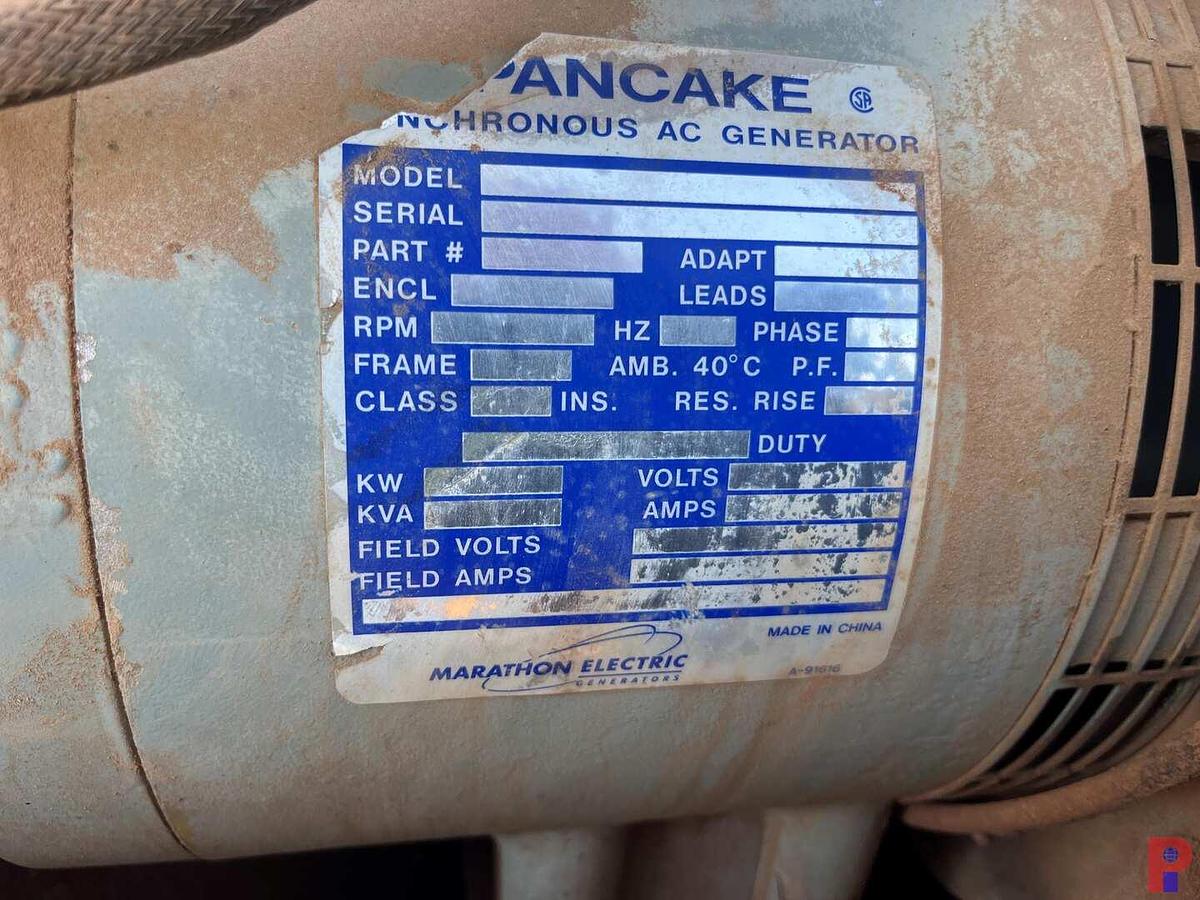 PANCAKE SA
NCHRONOUS AC GENERATOR
MODEL
SERIAL
PART # ADAPT
ENCL LEADS
RPM HZ PHASE
FRAME AMB. 40°C P.F.
CLASS INS. RES. RISE
DUTY
KW VOLTS
KVA AMPS
FIELD VOLTS
FIELD AMPS
MADE IN CHINA
MARATHON ELECTRIC
GENERATORS
A-91616